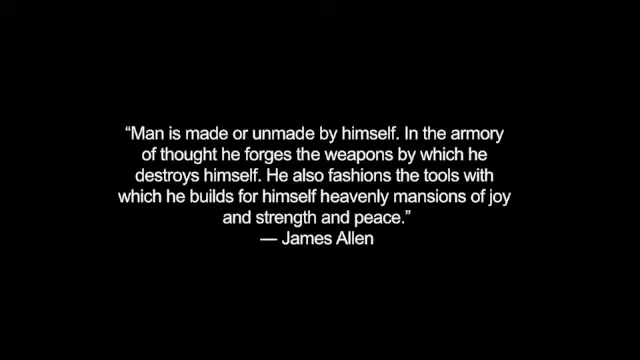 “Man is made or unmade by himself. In the armory
of thought he forges the weapons by which he
destroys himself. He also fashions the tools with
which he builds for himself heavenly mansions of joy
and strength and peace.”
— James Allen